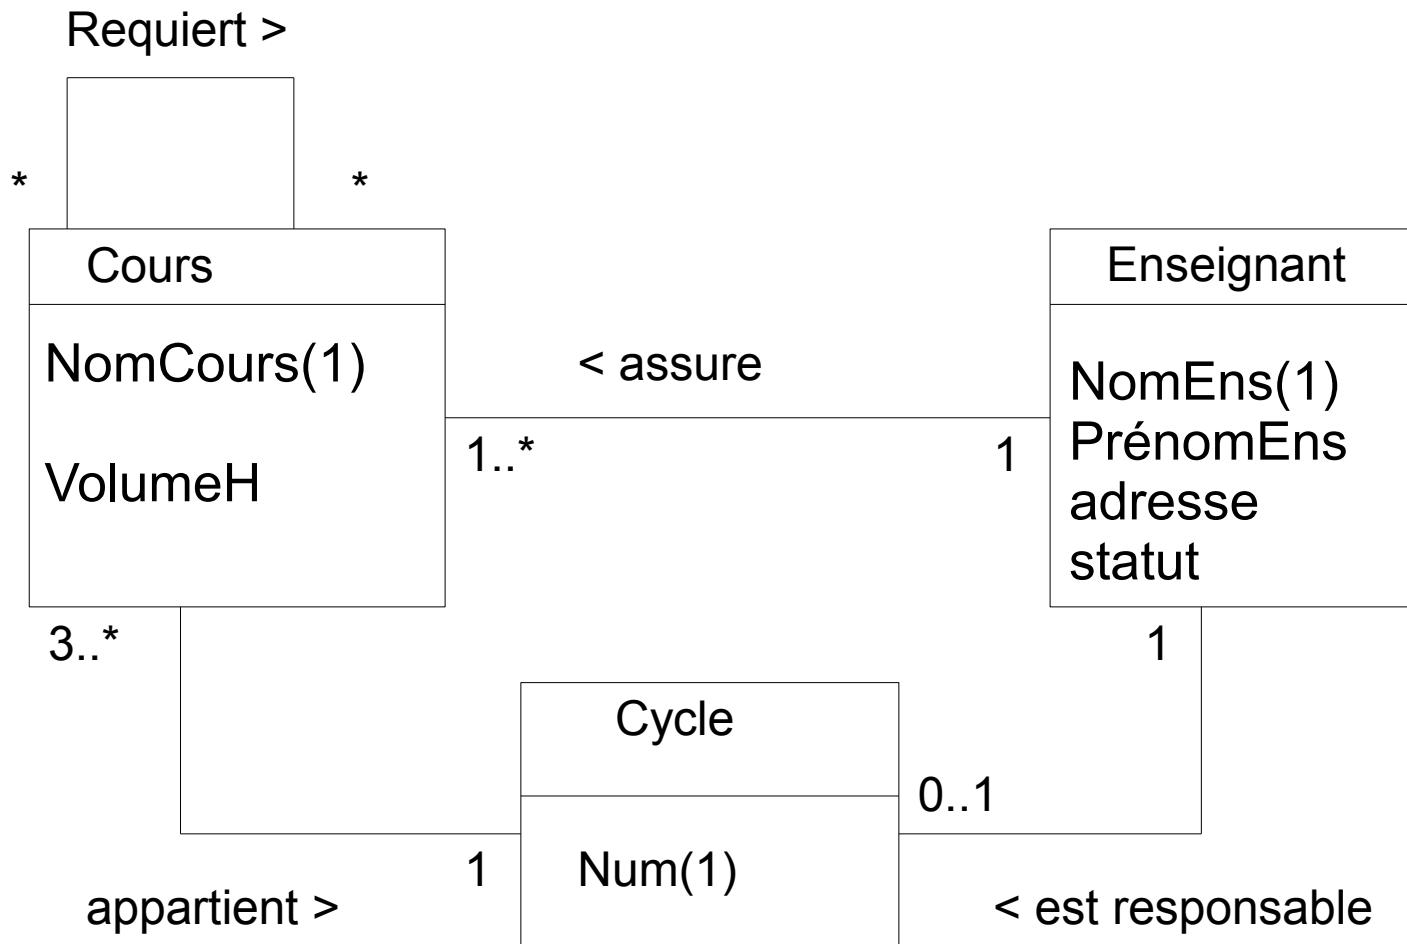 Requiert >
*
*
Cours
NomCours(1)
VolumeH
< assure
1..*
1
Enseignant
NomEns(1)
PrénomEns
adresse
statut
3..*
1
Cycle
Num(1)
0..1
1
appartient >
< est responsable